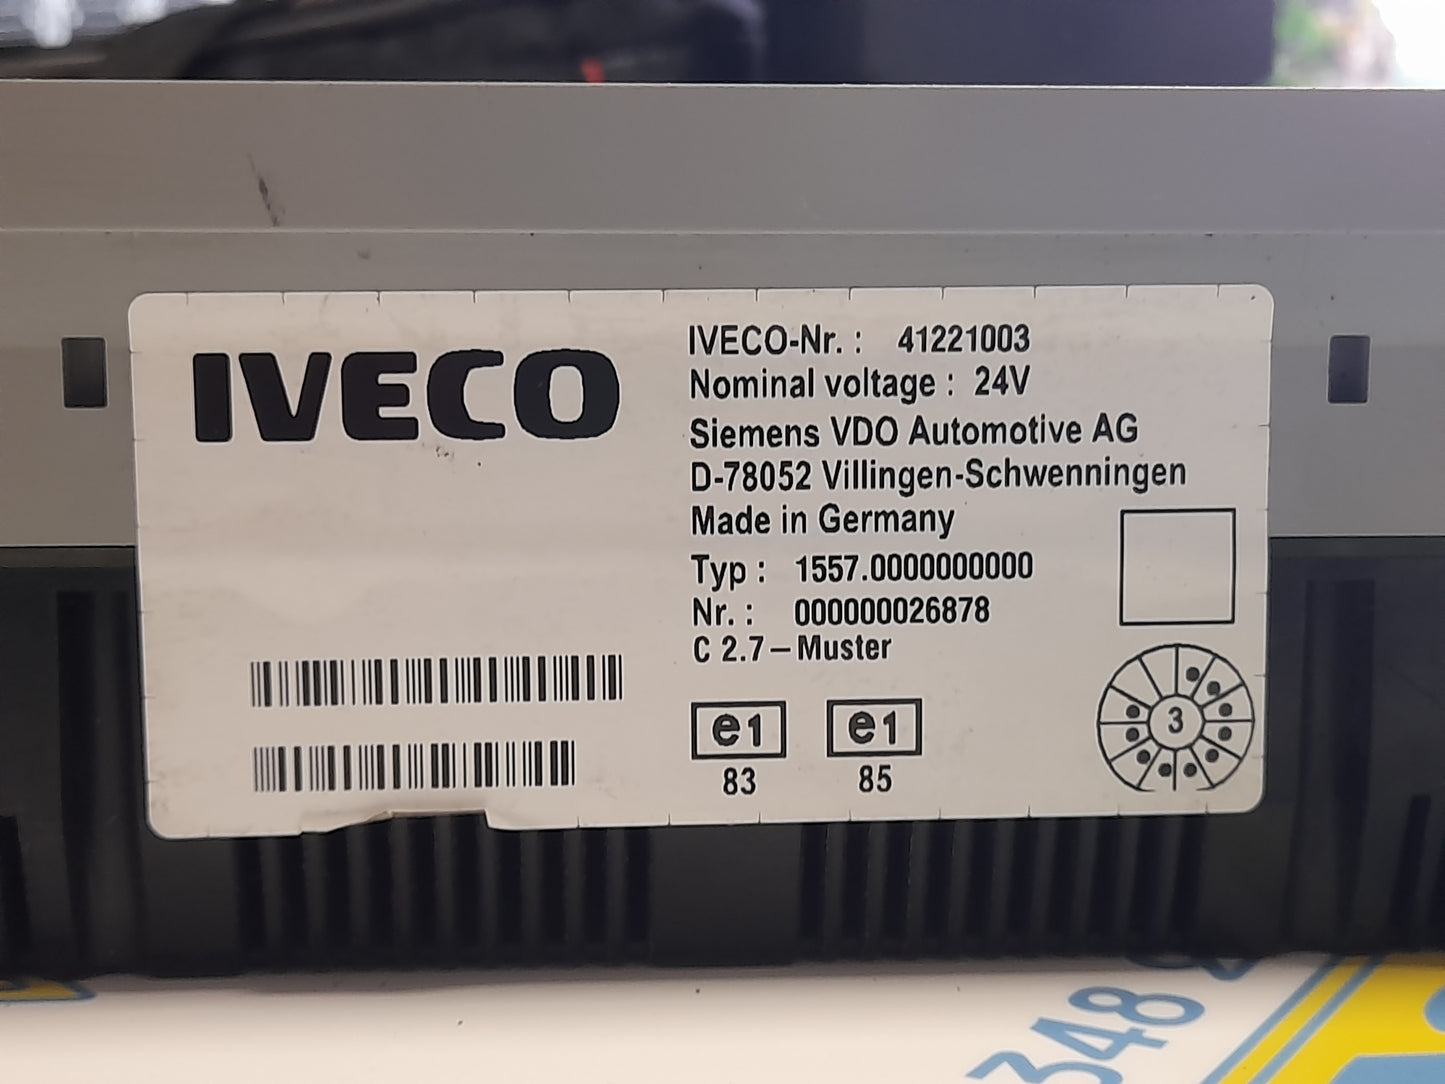 IVECO
IVECO-Nr. : 41221003
Nominal voltage : 24V
Siemens VDO Automotive AG
D-78052 Villingen-Schwenningen
Made in Germany
Typ : 1557.0000000000
Nr. : 000000026878
C 2.7 – Muster
e1
83
e1
85
3
348